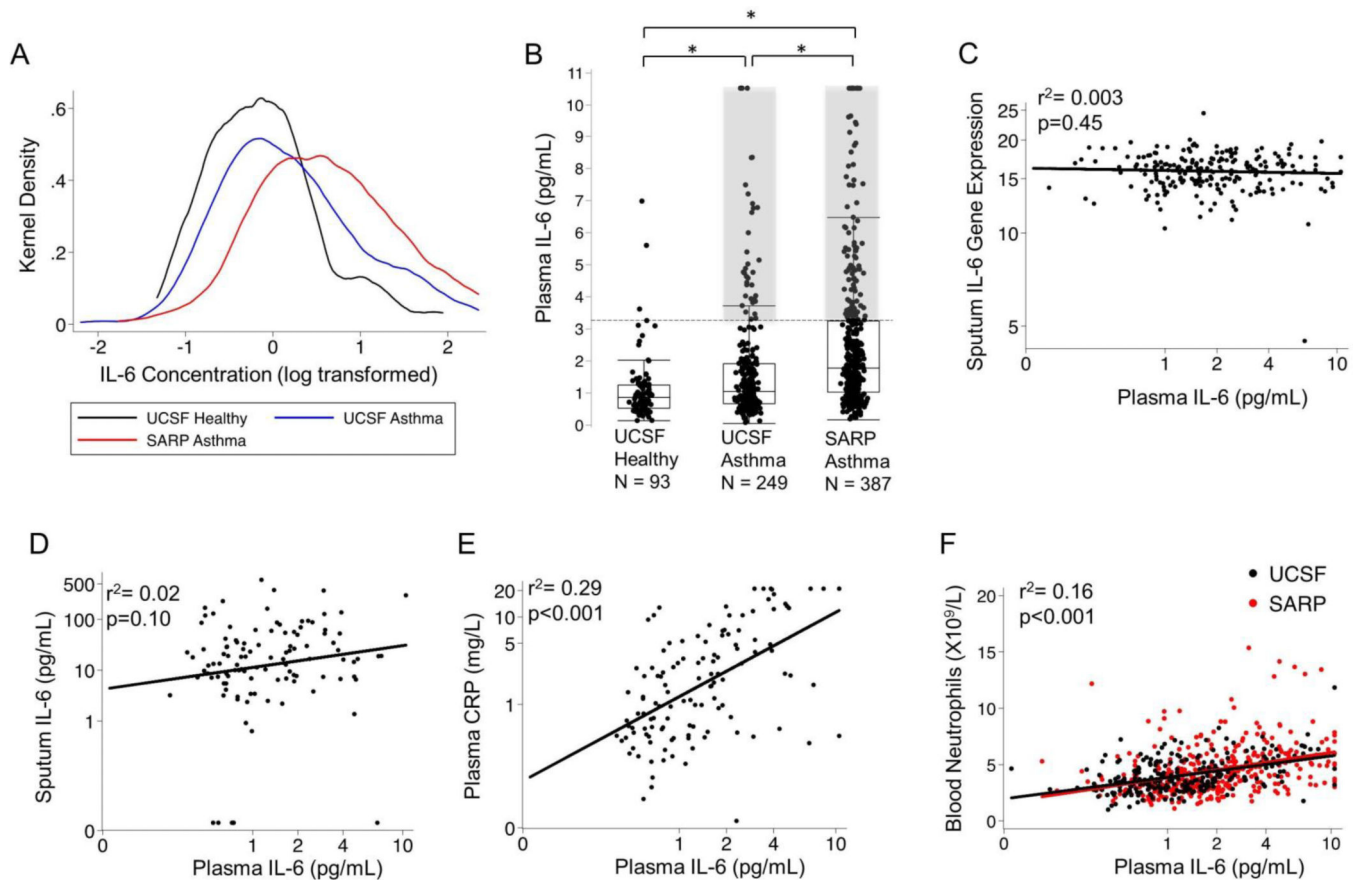 A
Kernel Density
.6
.4
.2
0
-2
-1
0
1
2
IL-6 Concentration (log transformed)
UCSF Healthy
UCSF Asthma
SARP Asthma
B
*
*
*
Plasma IL-6 (pg/mL)
11
10
9
8
7
6
5
4
3
2
1
0
UCSF
Healthy
N = 93
UCSF
Asthma
N = 249
SARP
Asthma
N = 387
C
r²= 0.003
p=0.45
Sputum IL-6 Gene Expression
25
20
15
10
5
0
1
2
4
10
Plasma IL-6 (pg/mL)
D
r²= 0.02
p=0.10
Sputum IL-6 (pg/mL)
500
100
10
1
0
0
1
2
4
10
Plasma IL-6 (pg/mL)
E
r²= 0.29
p<0.001
Plasma CRP (mg/L)
20
10
5
1
0
0
1
2
4
10
Plasma IL-6 (pg/mL)
F
r²= 0.16
p<0.001
UCSF
SARP
Blood Neutrophils (X10⁹/L)
20
15
10
5
0
0
1
2
4
10
Plasma IL-6 (pg/mL)